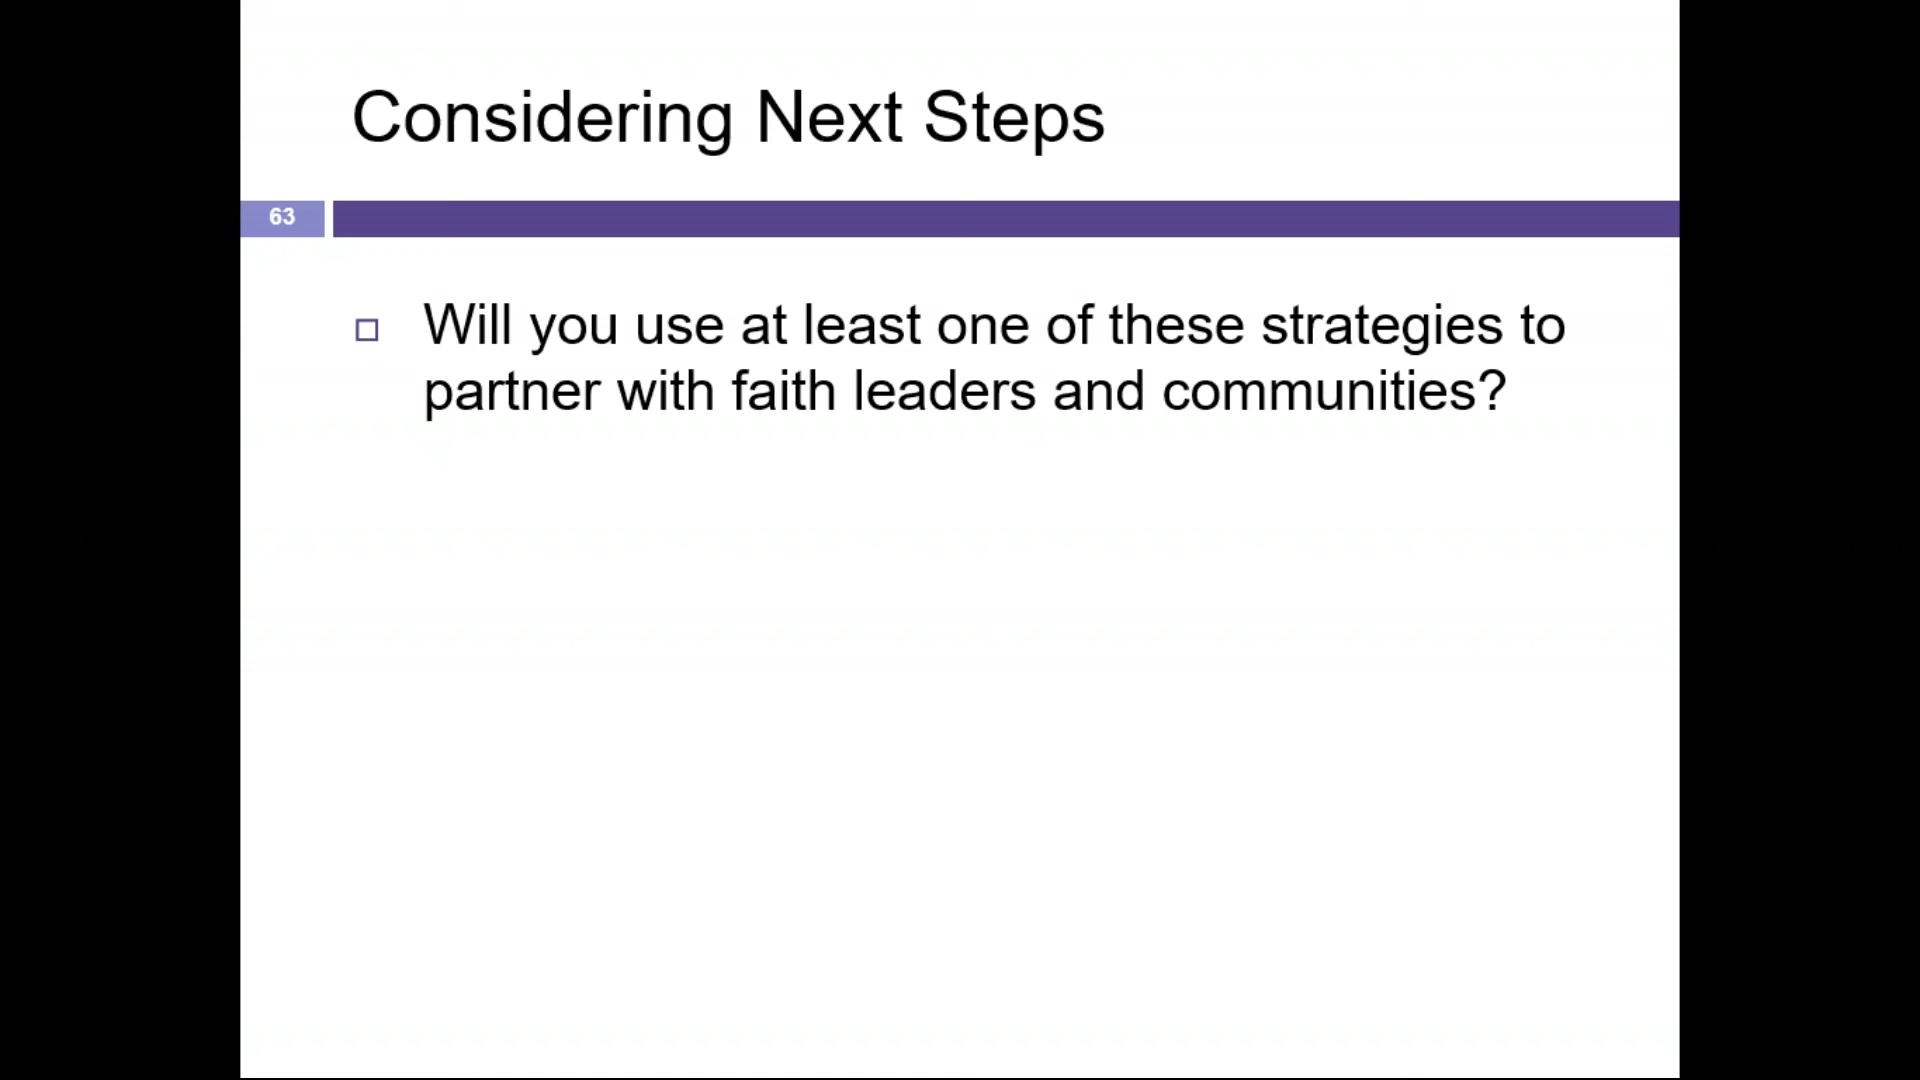 Considering Next Steps
63
Will you use at least one of these strategies to
partner with faith leaders and communities?